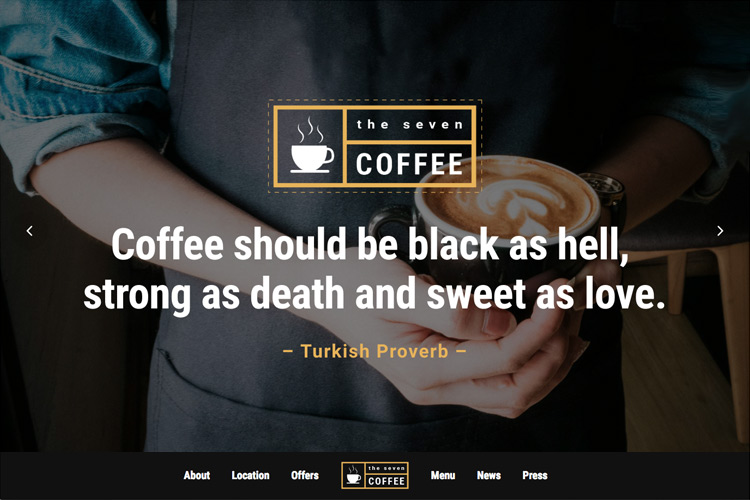 the seven
COFFEE
Coffee should be black as hell,
strong as death and sweet as love.
– Turkish Proverb –
About Location Offers the seven COFFEE Menu News Press